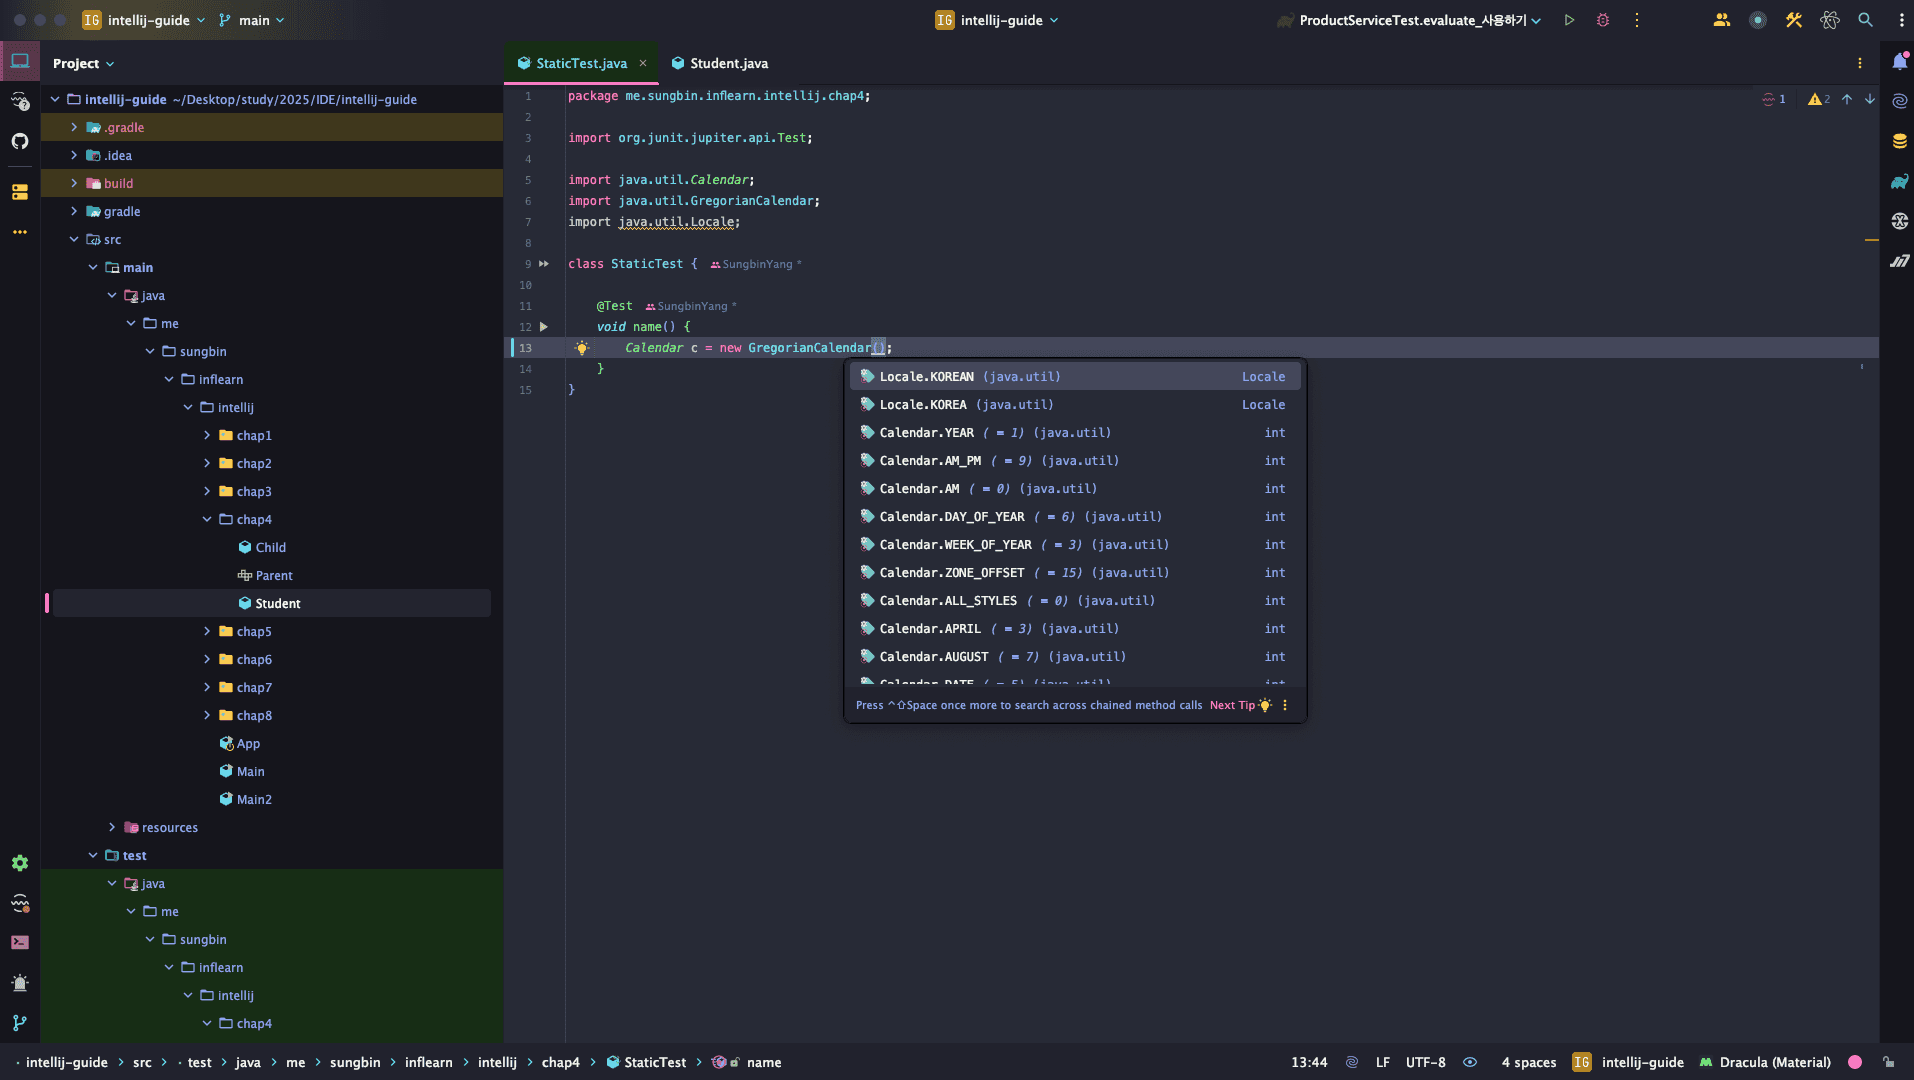 IG intellij-guide main
IG intellij-guide
ProductServiceTest.evaluate_사용하기
Project
intellij-guide ~/Desktop/study/2025/IDE/intellij-guide
.gradle
.idea
build
gradle
src
main
java
me
sungbin
inflearn
intellij
chap1
chap2
chap3
chap4
Child
Parent
Student
chap5
chap6
chap7
chap8
App
Main
Main2
resources
test
java
me
sungbin
inflearn
intellij
chap4
StaticTest.java Student.java
1 package me.sungbin.inflearn.intellij.chap4;
1 2
2
3 import org.junit.jupiter.api.Test;
4
5 import java.util.Calendar;
6 import java.util.GregorianCalendar;
7 import java.util.Locale;
8
9 class StaticTest { SungbinYang *
10
11 @Test SungbinYang *
12 void name() {
13 Calendar c = new GregorianCalendar();
14 }
15 }
Locale.KOREAN (java.util) Locale
Locale.KOREA (java.util) Locale
Calendar.YEAR ( = 1) (java.util) int
Calendar.AM_PM ( = 9) (java.util) int
Calendar.AM ( = 0) (java.util) int
Calendar.DAY_OF_YEAR ( = 6) (java.util) int
Calendar.WEEK_OF_YEAR ( = 3) (java.util) int
Calendar.ZONE_OFFSET ( = 15) (java.util) int
Calendar.ALL_STYLES ( = 0) (java.util) int
Calendar.APRIL ( = 3) (java.util) int
Calendar.AUGUST ( = 7) (java.util) int
Calendar.DATE ( = 5) (java.util) int
Press ^⇧Space once more to search across chained method calls Next Tip
intellij-guide > src > test > java > me > sungbin > inflearn > intellij > chap4 > StaticTest > name
13:44 LF UTF-8 4 spaces IG intellij-guide Dracula (Material)